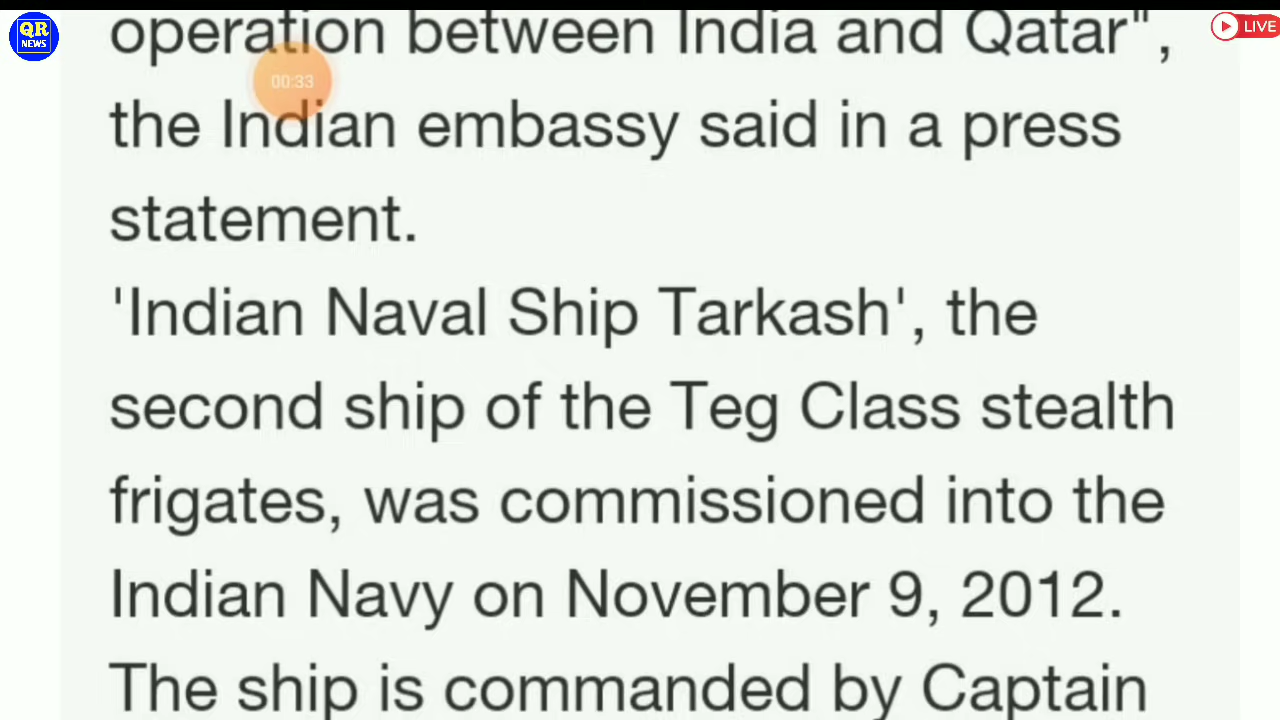 QR
NEWS
LIVE
operation between India and Qatar",
00:33
the Indian embassy said in a press
statement.
'Indian Naval Ship Tarkash', the
second ship of the Teg Class stealth
frigates, was commissioned into the
Indian Navy on November 9, 2012.
The ship is commanded by Captain